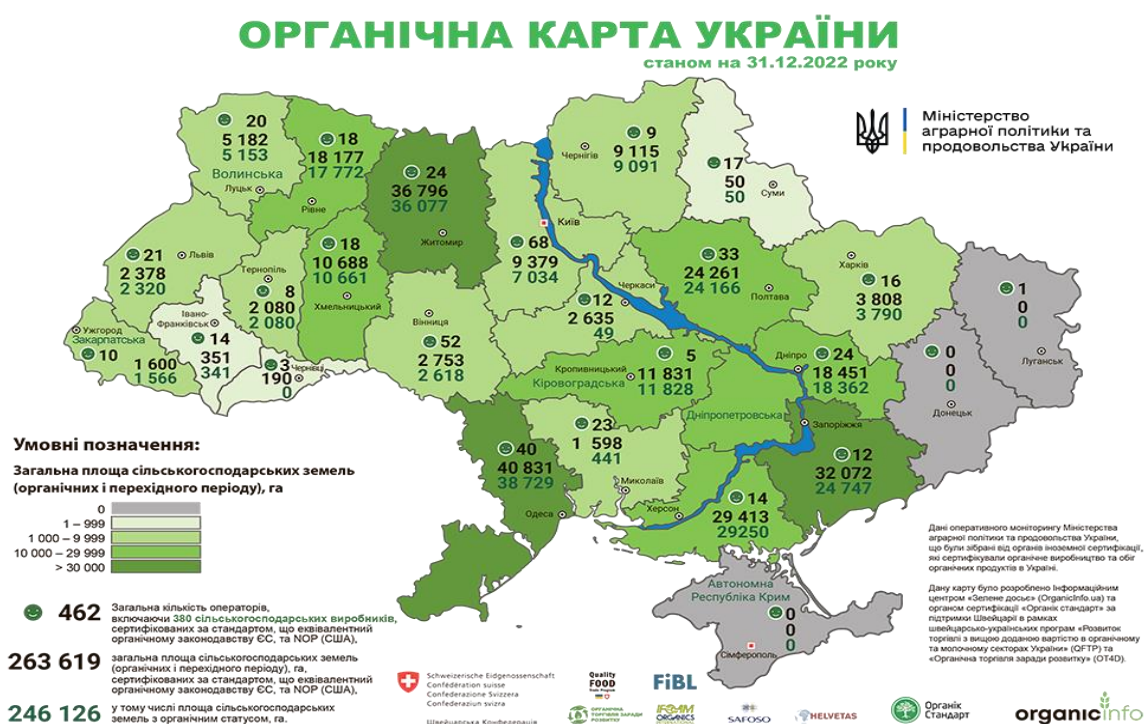 ОРГАНІЧНА КАРТА УКРАЇНИ
станом на 31.12.2022 року
Міністерство
аграрної політики та
продовольства України
20
5 182
5 153
Волинська
Луцьк
18
18 177
17 772
Рівне
24
36 796
36 077
Житомир
68
9 379
7 034
Київ
9
9 115
9 091
Чернігів
17
50
50
Суми
21
2 378
2 320
Львів
Тернопіль
8
2 080
2 080
18
10 688
10 661
Хмельницький
Ужгород
Закарпатська
10
1 600
1 566
Івано-
Франківськ
14
351
341
3
190
0
Чернівці
Вінниця
52
2 753
2 618
Черкаси
12
2 635
49
33
24 261
24 166
Полтава
Харків
16
3 808
3 790
1
0
0
Луганськ
0
0
0
Донецьк
Кропивницький
Кіровоградська
5
11 831
11 828
Дніпро
24
18 451
18 362
Дніпропетровська
Запоріжжя
12
32 072
24 747
40
40 831
38 729
Одеса
23
1 598
441
Миколаїв
Херсон
14
29 413
29250
Автономна
Республіка Крим
0
0
0
Сімферополь
Умовні позначення:
Загальна площа сільськогосподарських земель
(органічних і перехідного періоду), га
0
1 – 999
1 000 – 9 999
10 000 – 29 999
> 30 000
462
Загальна кількість операторів,
включаючи 380 сільськогосподарських виробників,
сертифікованих за стандартом, що еквівалентний
органічному законодавству ЄС, та NOP (США),
263 619
загальна площа сільськогосподарських земель
(органічних і перехідного періоду), га,
сертифікованих за стандартом, що еквівалентний
органічному законодавству ЄС, та NOP (США),
246 126
у тому числі площа сільськогосподарських
земель з органічним статусом, га.
Дані оперативного моніторингу Міністерства
аграрної політики та продовольства України,
що були зібрані від органів іноземної сертифікації,
які сертифікували органічне виробництво та обіг
органічних продуктів в Україні.
Дану карту було розроблено Інформаційним
центром «Зелене досьє» (OrganicInfo.ua) та
органом сертифікації «Органік стандарт» за
підтримки Швейцарії в рамках
швейцарсько-українських програм «Розвиток
торгівлі з вищою доданою вартістю в органічному
та молочному секторах України» (QFTP) та
«Органічна торгівля заради розвитку» (OT4D).
Schweizerische Eidgenossenschaft
Confédération suisse
Confederazione Svizzera
Confederaziun svizra
Швейцарська Конфедерація
Quality
FOOD
Trade Program
FiBL
ОРГАНІЧНА
ТОРГІВЛЯ ЗАРАДИ
РОЗВИТКУ
IFOAM
ORGANICS
INTERNATIONAL
SAFOSO
HELVETAS
Органік
Стандарт
organicinfo